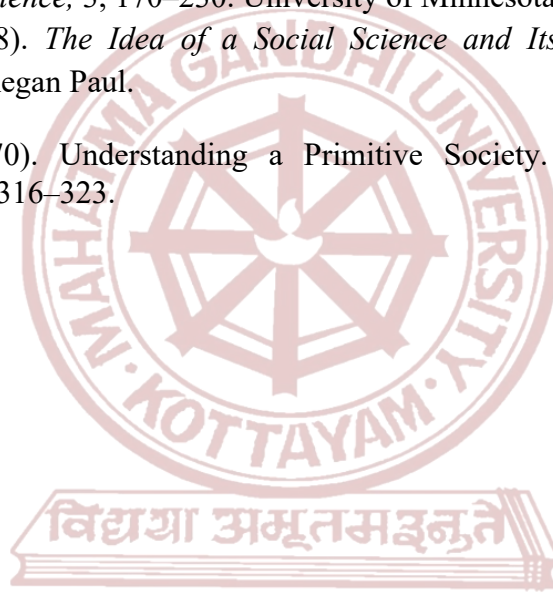 ience, 3, 170–230. University of Minnesota
8). The Idea of a Social Science and Its
egan Paul.
70). Understanding a Primitive Society.
316–323.
MAHATMA GANDHI UNIVERSITY
• KOTTAYAM •
विद्यया अमृतमश्नुते